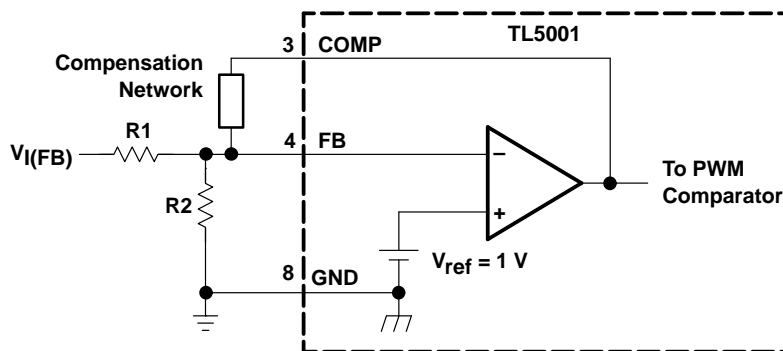 TL5001
3 COMP
Compensation
Network
R1
VI(FB)
4 FB
R2
−
+
To PWM
Comparator
Vref = 1 V
8 GND